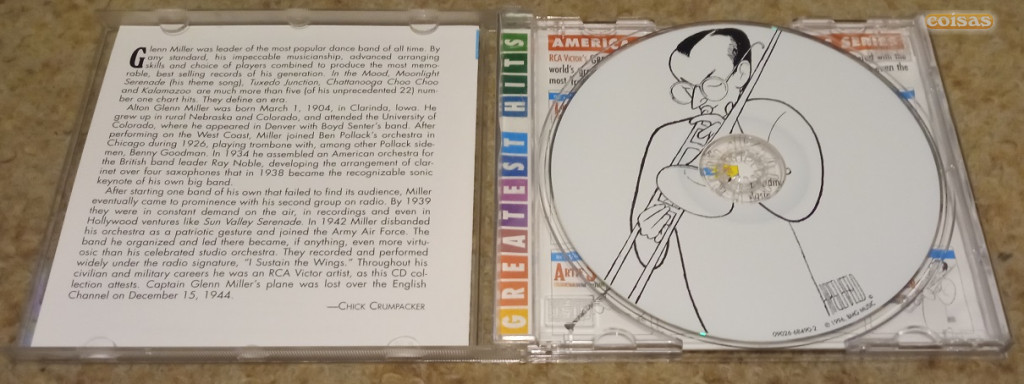 Glenn Miller was leader of the most popular dance band of all time. By
any standard, his impeccable musicianship, advanced arranging
skills and choice of players combined to produce the most memo-
rable, best selling records of his generation. In the Mood, Moonlight
Serenade (his theme song), Tuxedo Junction, Chattanooga Choo Choo
and Kalamazoo are much more than five (of his unprecedented 22) num-
ber one chart hits. They define an era.
Alton Glenn Miller was born March 1, 1904, in Clarinda, Iowa. He
grew up in rural Nebraska and Colorado, and attended the University of
Colorado, where he appeared in Denver with Boyd Senter's band. After
performing on the West Coast, Miller joined Ben Pollack's orchestra in
Chicago during 1926, playing trombone with, among other Pollack side-
men, Benny Goodman. In 1934 he assembled an American orchestra for
the British band leader Ray Noble, developing the arrangement of clar-
inet over four saxophones that in 1938 became the recognizable sonic
keynote of his own big band.
After starting one band of his own that failed to find its audience, Miller
eventually came to prominence with his second group on radio. By 1939
they were in constant demand on the air, in recordings and even in
Hollywood ventures like Sun Valley Serenade. In 1942 Miller disbanded
his orchestra as a patriotic gesture and joined the Army Air Force. The
band he organized and led there became, if anything, even more virtu-
osic than his celebrated studio orchestra. They recorded and performed
widely under the radio signature, "I Sustain the Wings." Throughout his
civilian and military careers he was an RCA Victor artist, as this CD col-
lection attests. Captain Glenn Miller's plane was lost over the English
Channel on December 15, 1944.
—CHICK CRUMPACKER
GREATEST HITS
AMERICA
SERIES
RCA VICTOR'S
world's
most
HIRSCHFELD
09026 68490-2
© 1996, BMG MUSIC
coisas